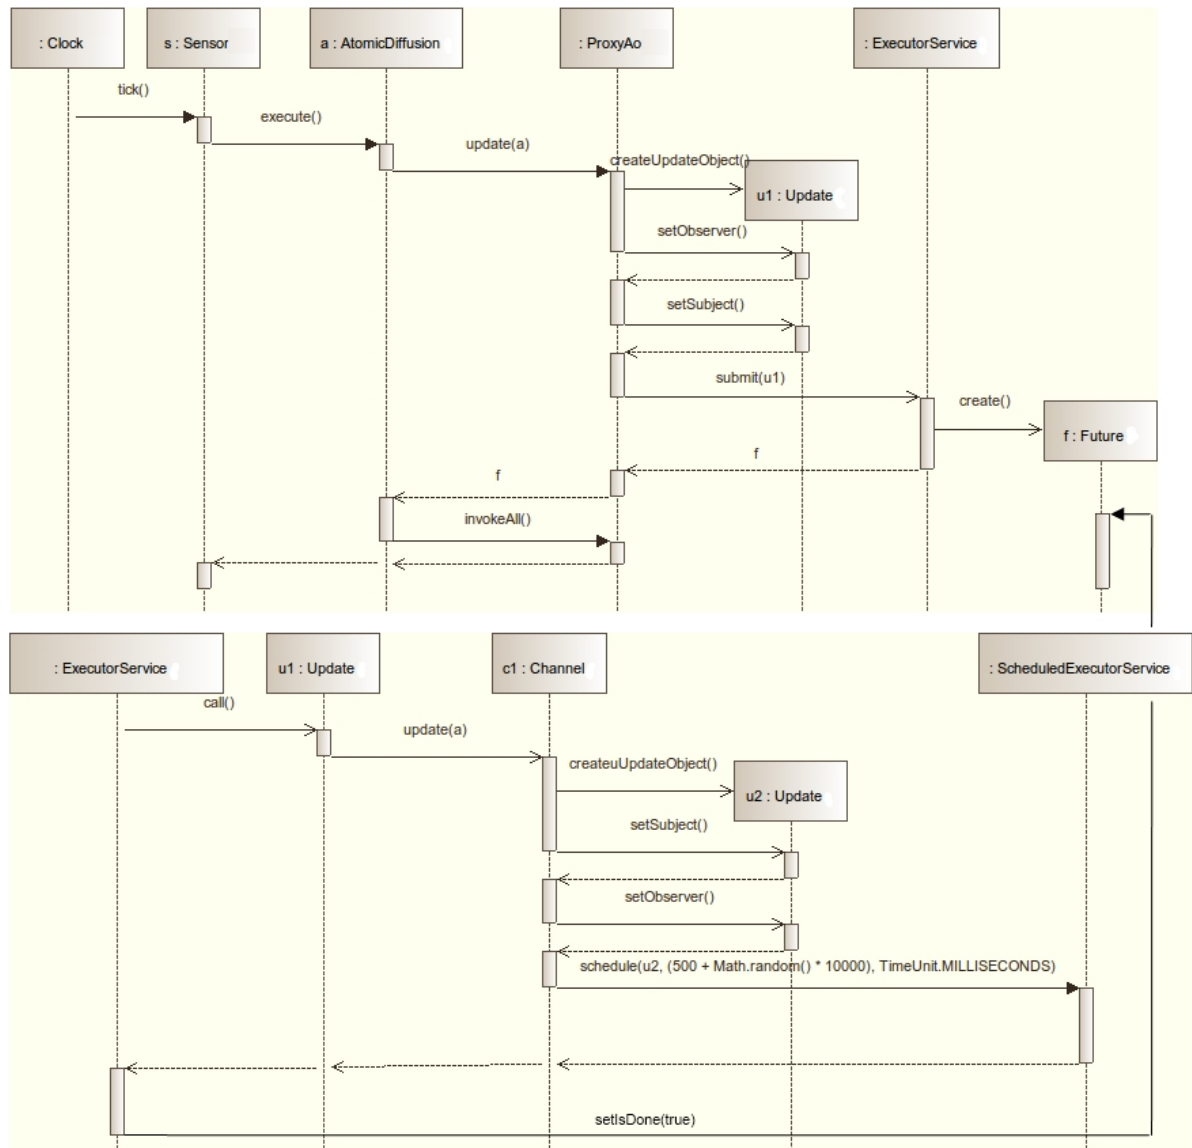 : Clock
s : Sensor
a : AtomicDiffusion
: ProxyAo
: ExecutorService
tick()
execute()
update(a)
createUpdateObject()
u1 : Update
setObserver()
setSubject()
submit(u1)
create()
f : Future
f
f
invokeAll()
: ExecutorService
u1 : Update
c1 : Channel
: ScheduledExecutorService
call()
update(a)
createuUpdateObject()
u2 : Update
setSubject()
setObserver()
schedule(u2, (500 + Math.random() * 10000), TimeUnit.MILLISECONDS)
setIsDone(true)